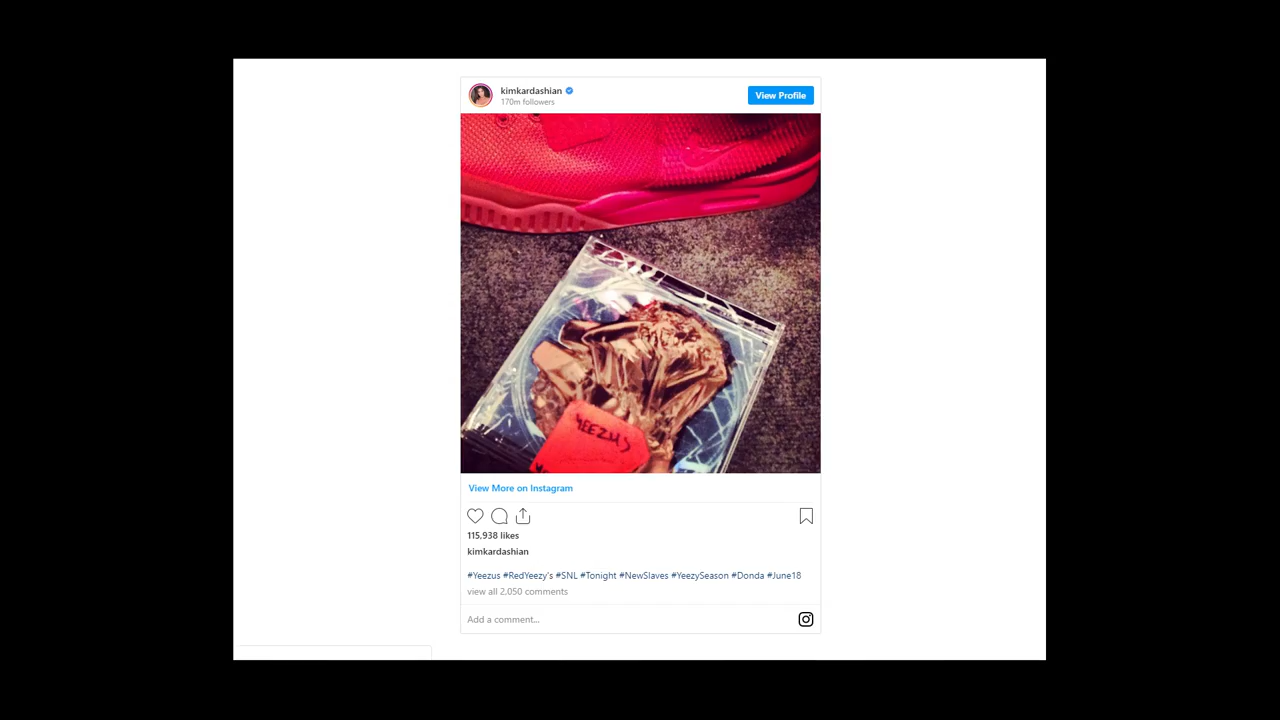 kimkardashian
170m followers
View Profile
YEEZUS
View More on Instagram
115,938 likes
kimkardashian
#Yeezus #RedYeezy's #SNL #Tonight #NewSlaves #YeezySeason #Donda #June18
view all 2,050 comments
Add a comment...